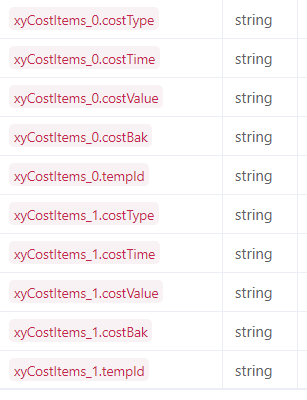 xyCostItems_0.costType string
xyCostItems_0.costTime string
xyCostItems_0.costValue string
xyCostItems_0.costBak string
xyCostItems_0.tempId string
xyCostItems_1.costType string
xyCostItems_1.costTime string
xyCostItems_1.costValue string
xyCostItems_1.costBak string
xyCostItems_1.tempId string